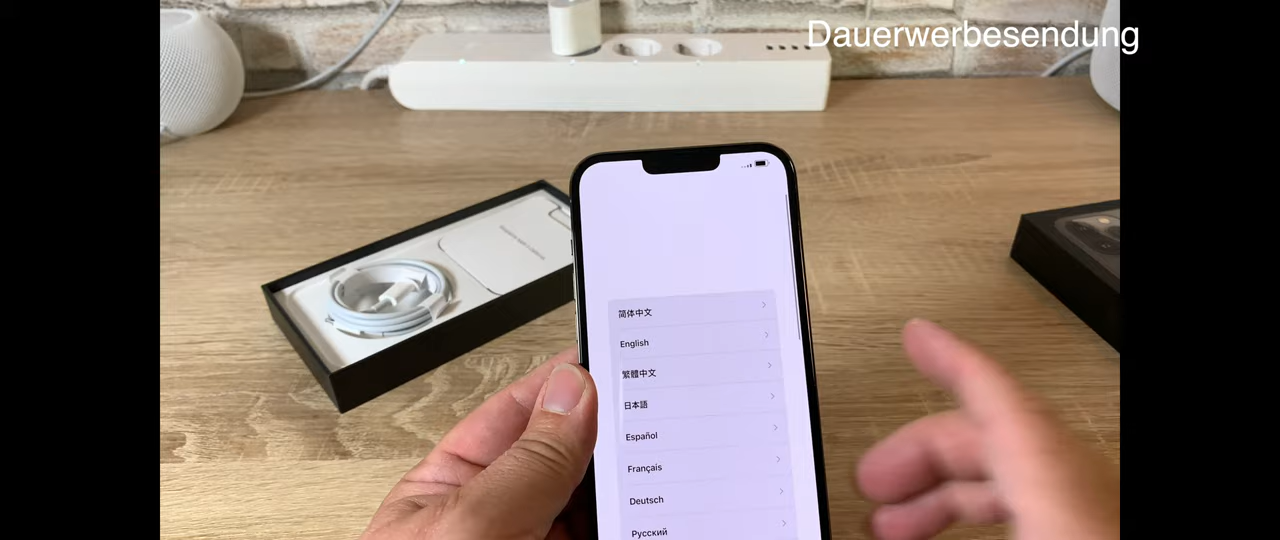 Dauerwerbesendung
简体中文
English
繁體中文
日本語
Español
Français
Deutsch
Русский